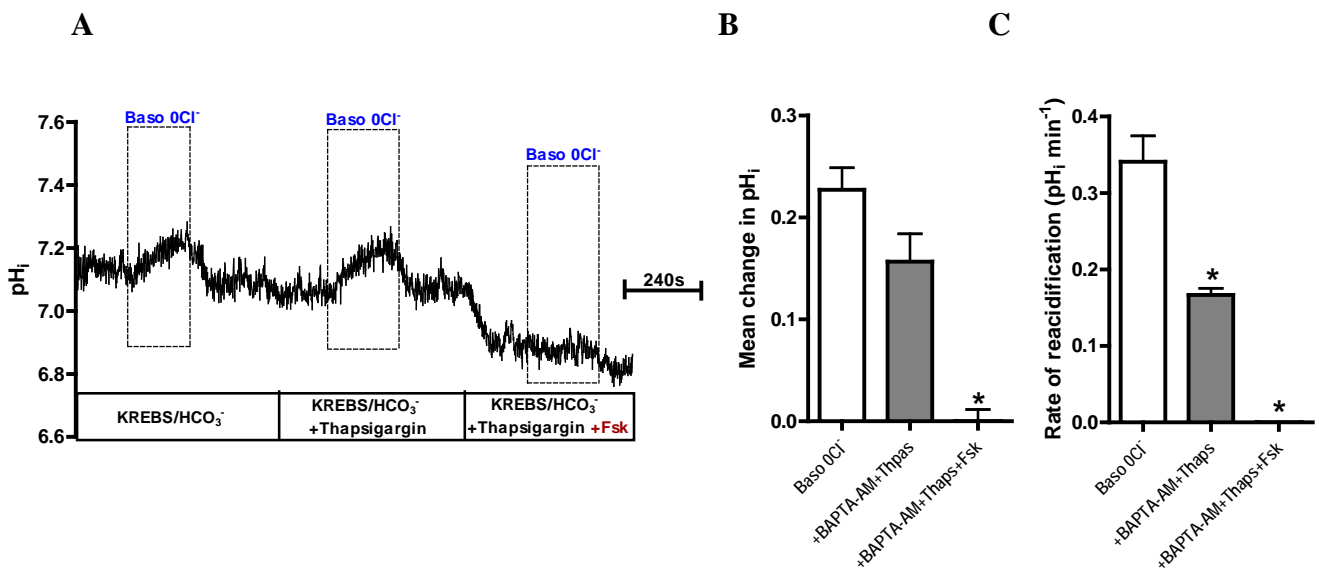 A
B
C
Baso 0Cl⁻
Baso 0Cl⁻
Baso 0Cl⁻
7.6
7.4
7.2
7.0
6.8
6.6
pHᵢ
240s
KREBS/HCO₃⁻
KREBS/HCO₃⁻
+Thapsigargin
KREBS/HCO₃⁻
+Thapsigargin +Fsk
Mean change in pHᵢ
0.3
0.2
0.1
0.0
*
Baso 0Cl⁻
+BAPTA-AM+Thpas
+BAPTA-AM+Thaps+Fsk
Rate of reacidification (pHᵢ min⁻¹)
0.4
0.3
0.2
0.1
0.0
*
*
Baso 0Cl⁻
+BAPTA-AM+Thaps
+BAPTA-AM+Thaps+Fsk